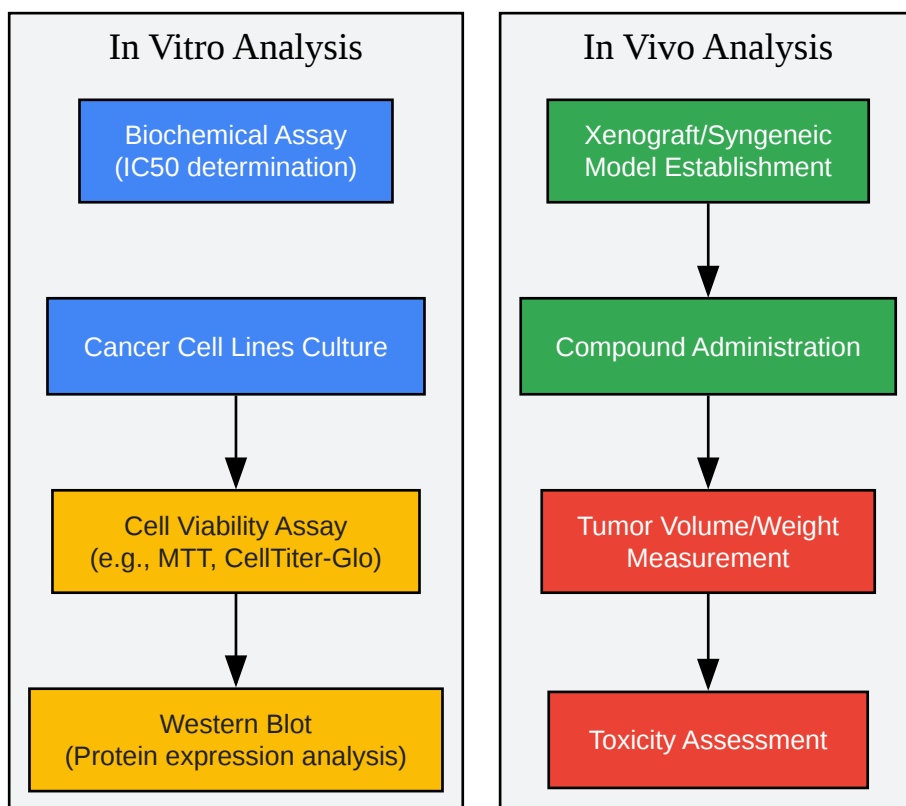 In Vitro Analysis
Biochemical Assay
(IC50 determination)
Cancer Cell Lines Culture
Cell Viability Assay
(e.g., MTT, CellTiter-Glo)
Western Blot
(Protein expression analysis)
In Vivo Analysis
Xenograft/Syngeneic
Model Establishment
Compound Administration
Tumor Volume/Weight
Measurement
Toxicity Assessment